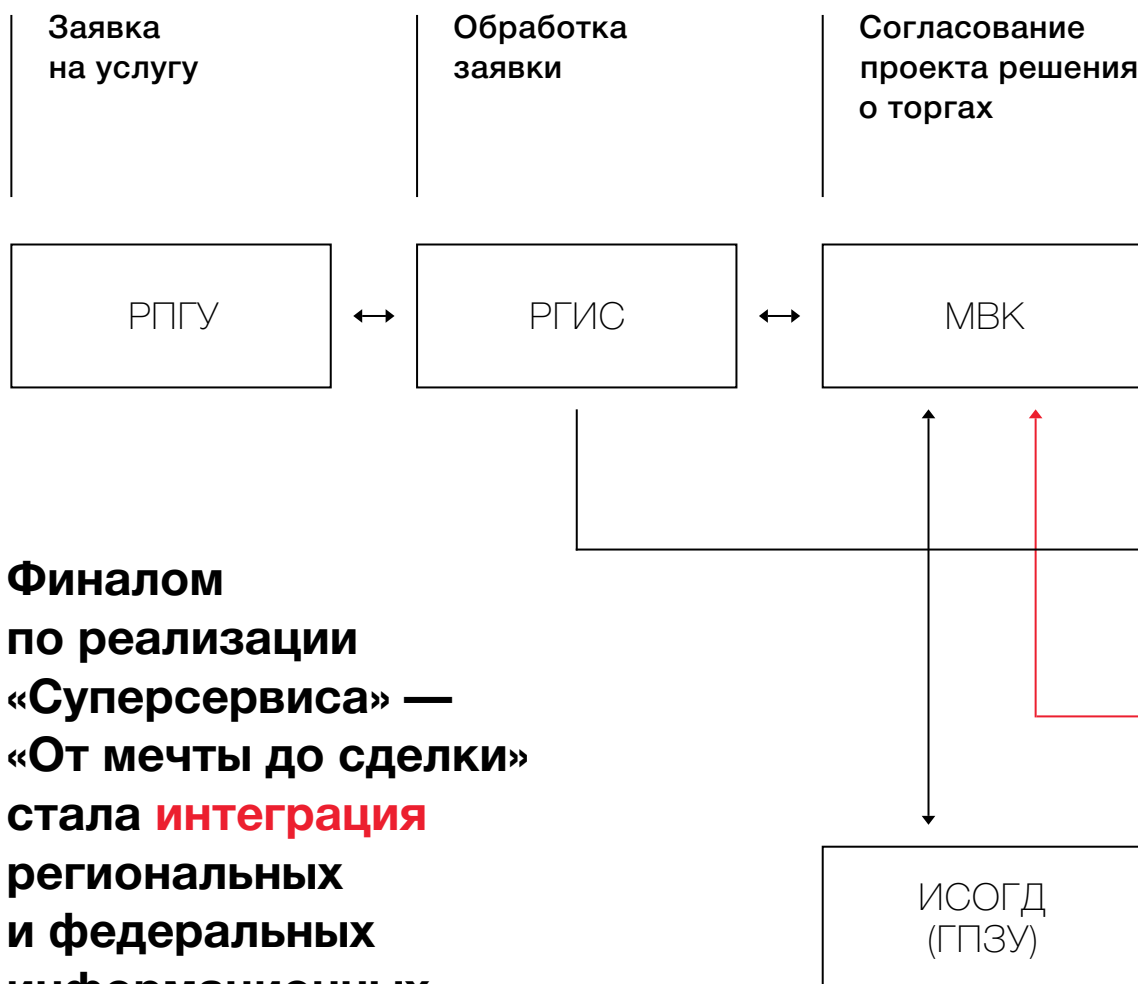 Заявка
на услугу
Обработка
заявки
Согласование
проекта решения
о торгах
РПГУ
РГИС
МВК
Финалом
по реализации
«Суперсервиса» —
«От мечты до сделки»
стала интеграция
региональных
и федеральных
информационных
ИСОГД
(ГПЗУ)